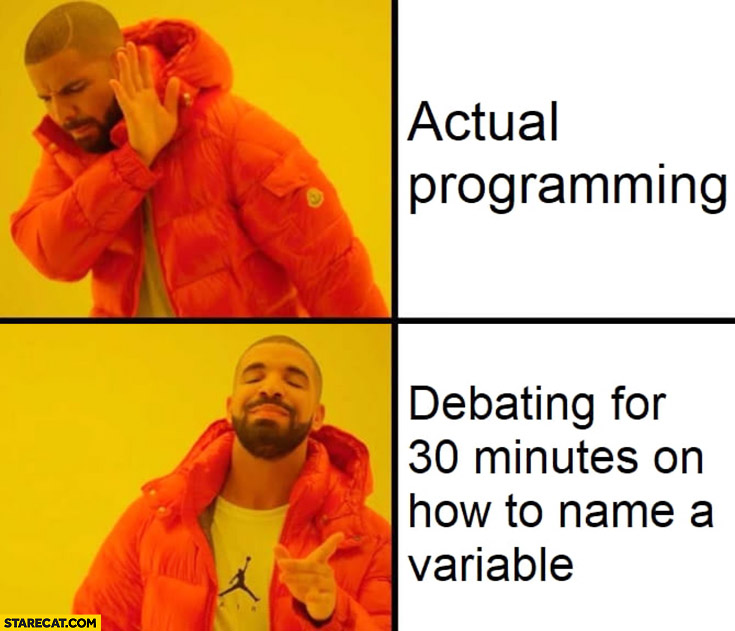 Actual
programming
Debating for
30 minutes on
how to name a
variable
STARECAT.COM